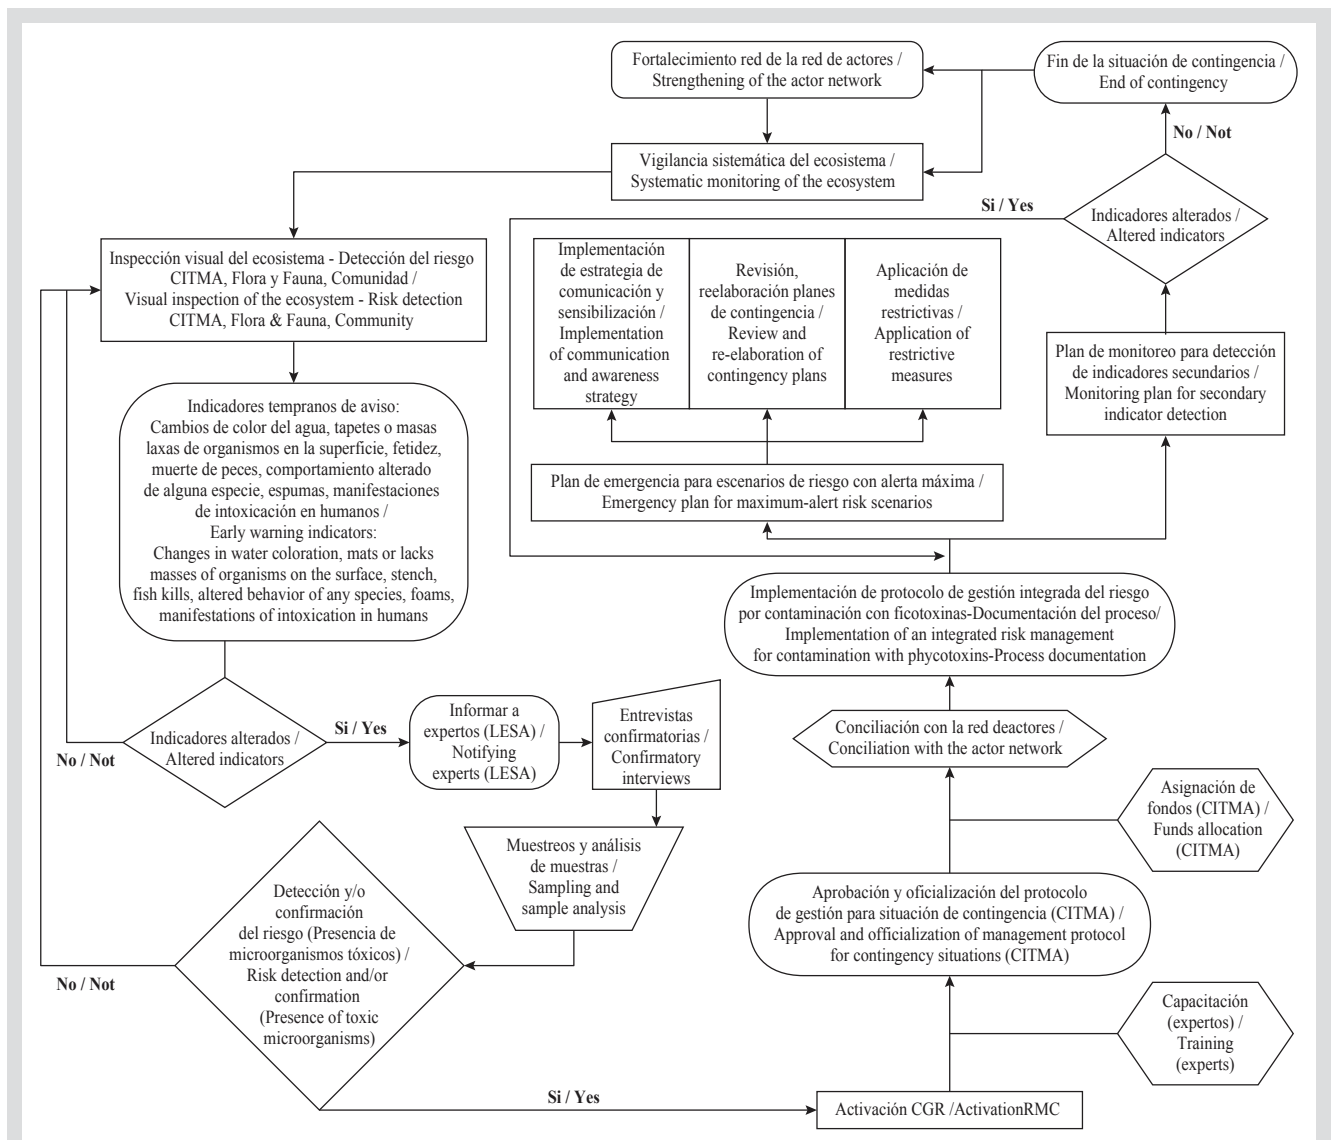 Fortalecimiento red de la red de actores /
Strengthening of the actor network
Fin de la situación de contingencia /
End of contingency
No / Not
Vigilancia sistemática del ecosistema /
Systematic monitoring of the ecosystem
Si / Yes
Indicadores alterados /
Altered indicators
Inspección visual del ecosistema - Detección del riesgo
CITMA, Flora y Fauna, Comunidad /
Visual inspection of the ecosystem - Risk detection
CITMA, Flora & Fauna, Community
Implementación
de estrategia de
comunicación y
sensibilización /
Implementation
of communication
and awareness
strategy
Revisión,
reelaboración planes
de contingencia /
Review and
re-elaboration of
contingency plans
Aplicación de
medidas
restrictivas /
Application of
restrictive
measures
Plan de monitoreo para detección
de indicadores secundarios /
Monitoring plan for secondary
indicator detection
Indicadores tempranos de aviso:
Cambios de color del agua, tapetes o masas
laxas de organismos en la superficie, fetidez,
muerte de peces, comportamiento alterado
de alguna especie, espumas, manifestaciones
de intoxicación en humanos /
Early warning indicators:
Changes in water coloration, mats or lacks
masses of organisms on the surface, stench,
fish kills, altered behavior of any species, foams,
manifestations of intoxication in humans
Plan de emergencia para escenarios de riesgo con alerta máxima /
Emergency plan for maximum-alert risk scenarios
Implementación de protocolo de gestión integrada del riesgo
por contaminación con ficotoxinas-Documentación del proceso/
Implementation of an integrated risk management
for contamination with phycotoxins-Process documentation
Indicadores alterados /
Altered indicators
No / Not
Si / Yes
Informar a
expertos (LESA) /
Notifying
experts (LESA)
Entrevistas
confirmatorias /
Confirmatory
interviews
Conciliación con la red deactores /
Conciliation with the actor network
Asignación de
fondos (CITMA) /
Funds allocation
(CITMA)
Muestreos y análisis
de muestras /
Sampling and
sample analysis
Detección y/o
confirmación
del riesgo (Presencia de
microorganismos tóxicos) /
Risk detection and/or
confirmation
(Presence of toxic
microorganisms)
No / Not
Aprobación y oficialización del protocolo
de gestión para situación de contingencia (CITMA) /
Approval and officialization of management protocol
for contingency situations (CITMA)
Capacitación
(expertos) /
Training
(experts)
Si / Yes
Activación CGR /ActivationRMC